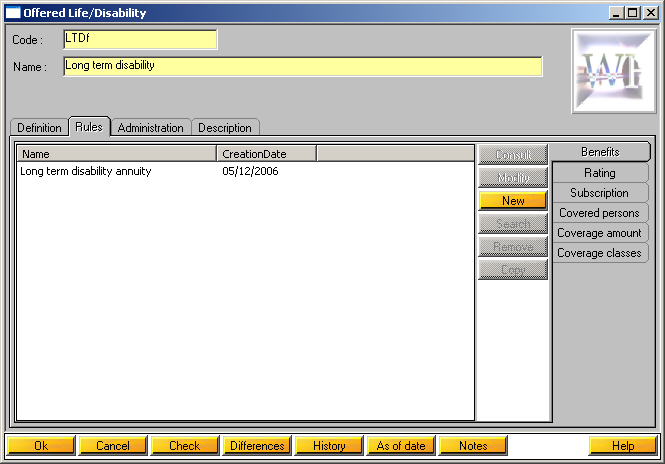 Offered Life/Disability
Code :
LTDf
Name :
Long term disability
WI
Definition
Rules
Administration
Description
Name
CreationDate
Long term disability annuity
05/12/2006
Consult
Modify
New
Search
Remove
Copy
Benefits
Rating
Subscription
Covered persons
Coverage amount
Coverage classes
Ok
Cancel
Check
Differences
History
As of date
Notes
Help